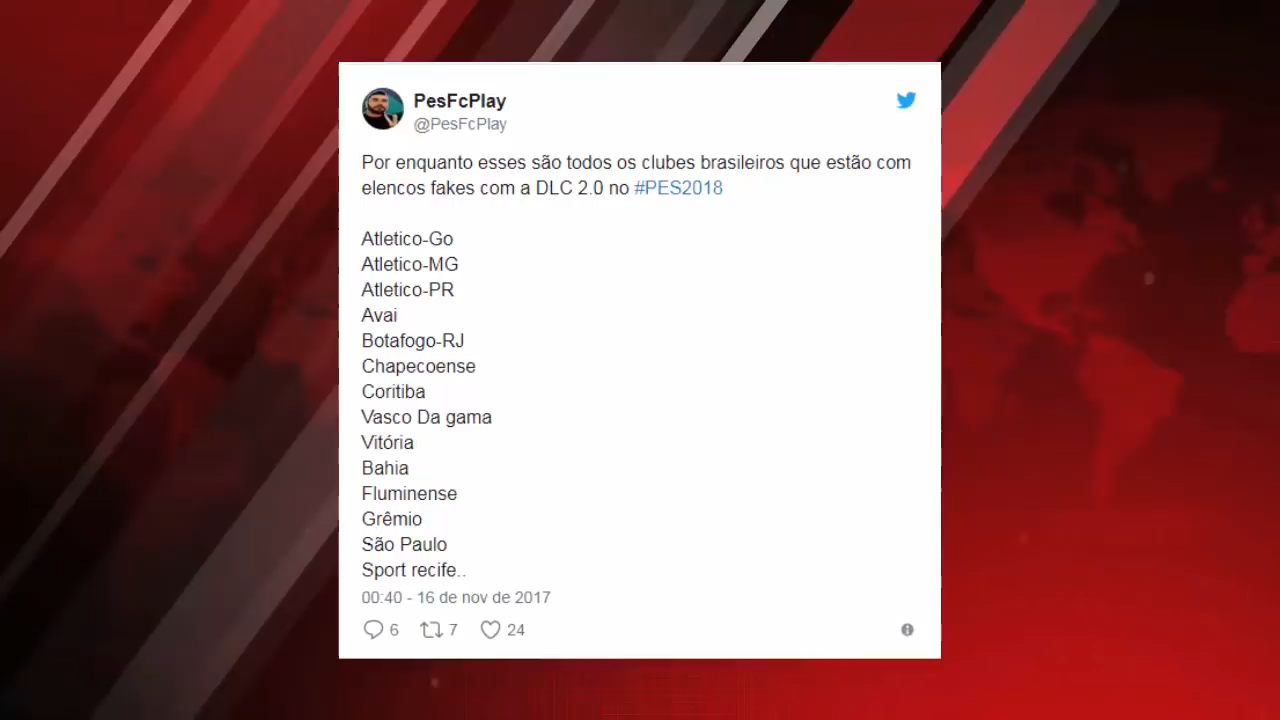 PesFcPlay
@PesFcPlay
Por enquanto esses são todos os clubes brasileiros que estão com
elencos fakes com a DLC 2.0 no #PES2018
Atletico-Go
Atletico-MG
Atletico-PR
Avai
Botafogo-RJ
Chapecoense
Coritiba
Vasco Da gama
Vitória
Bahia
Fluminense
Grêmio
São Paulo
Sport recife..
00:40 - 16 de nov de 2017
6 7 24